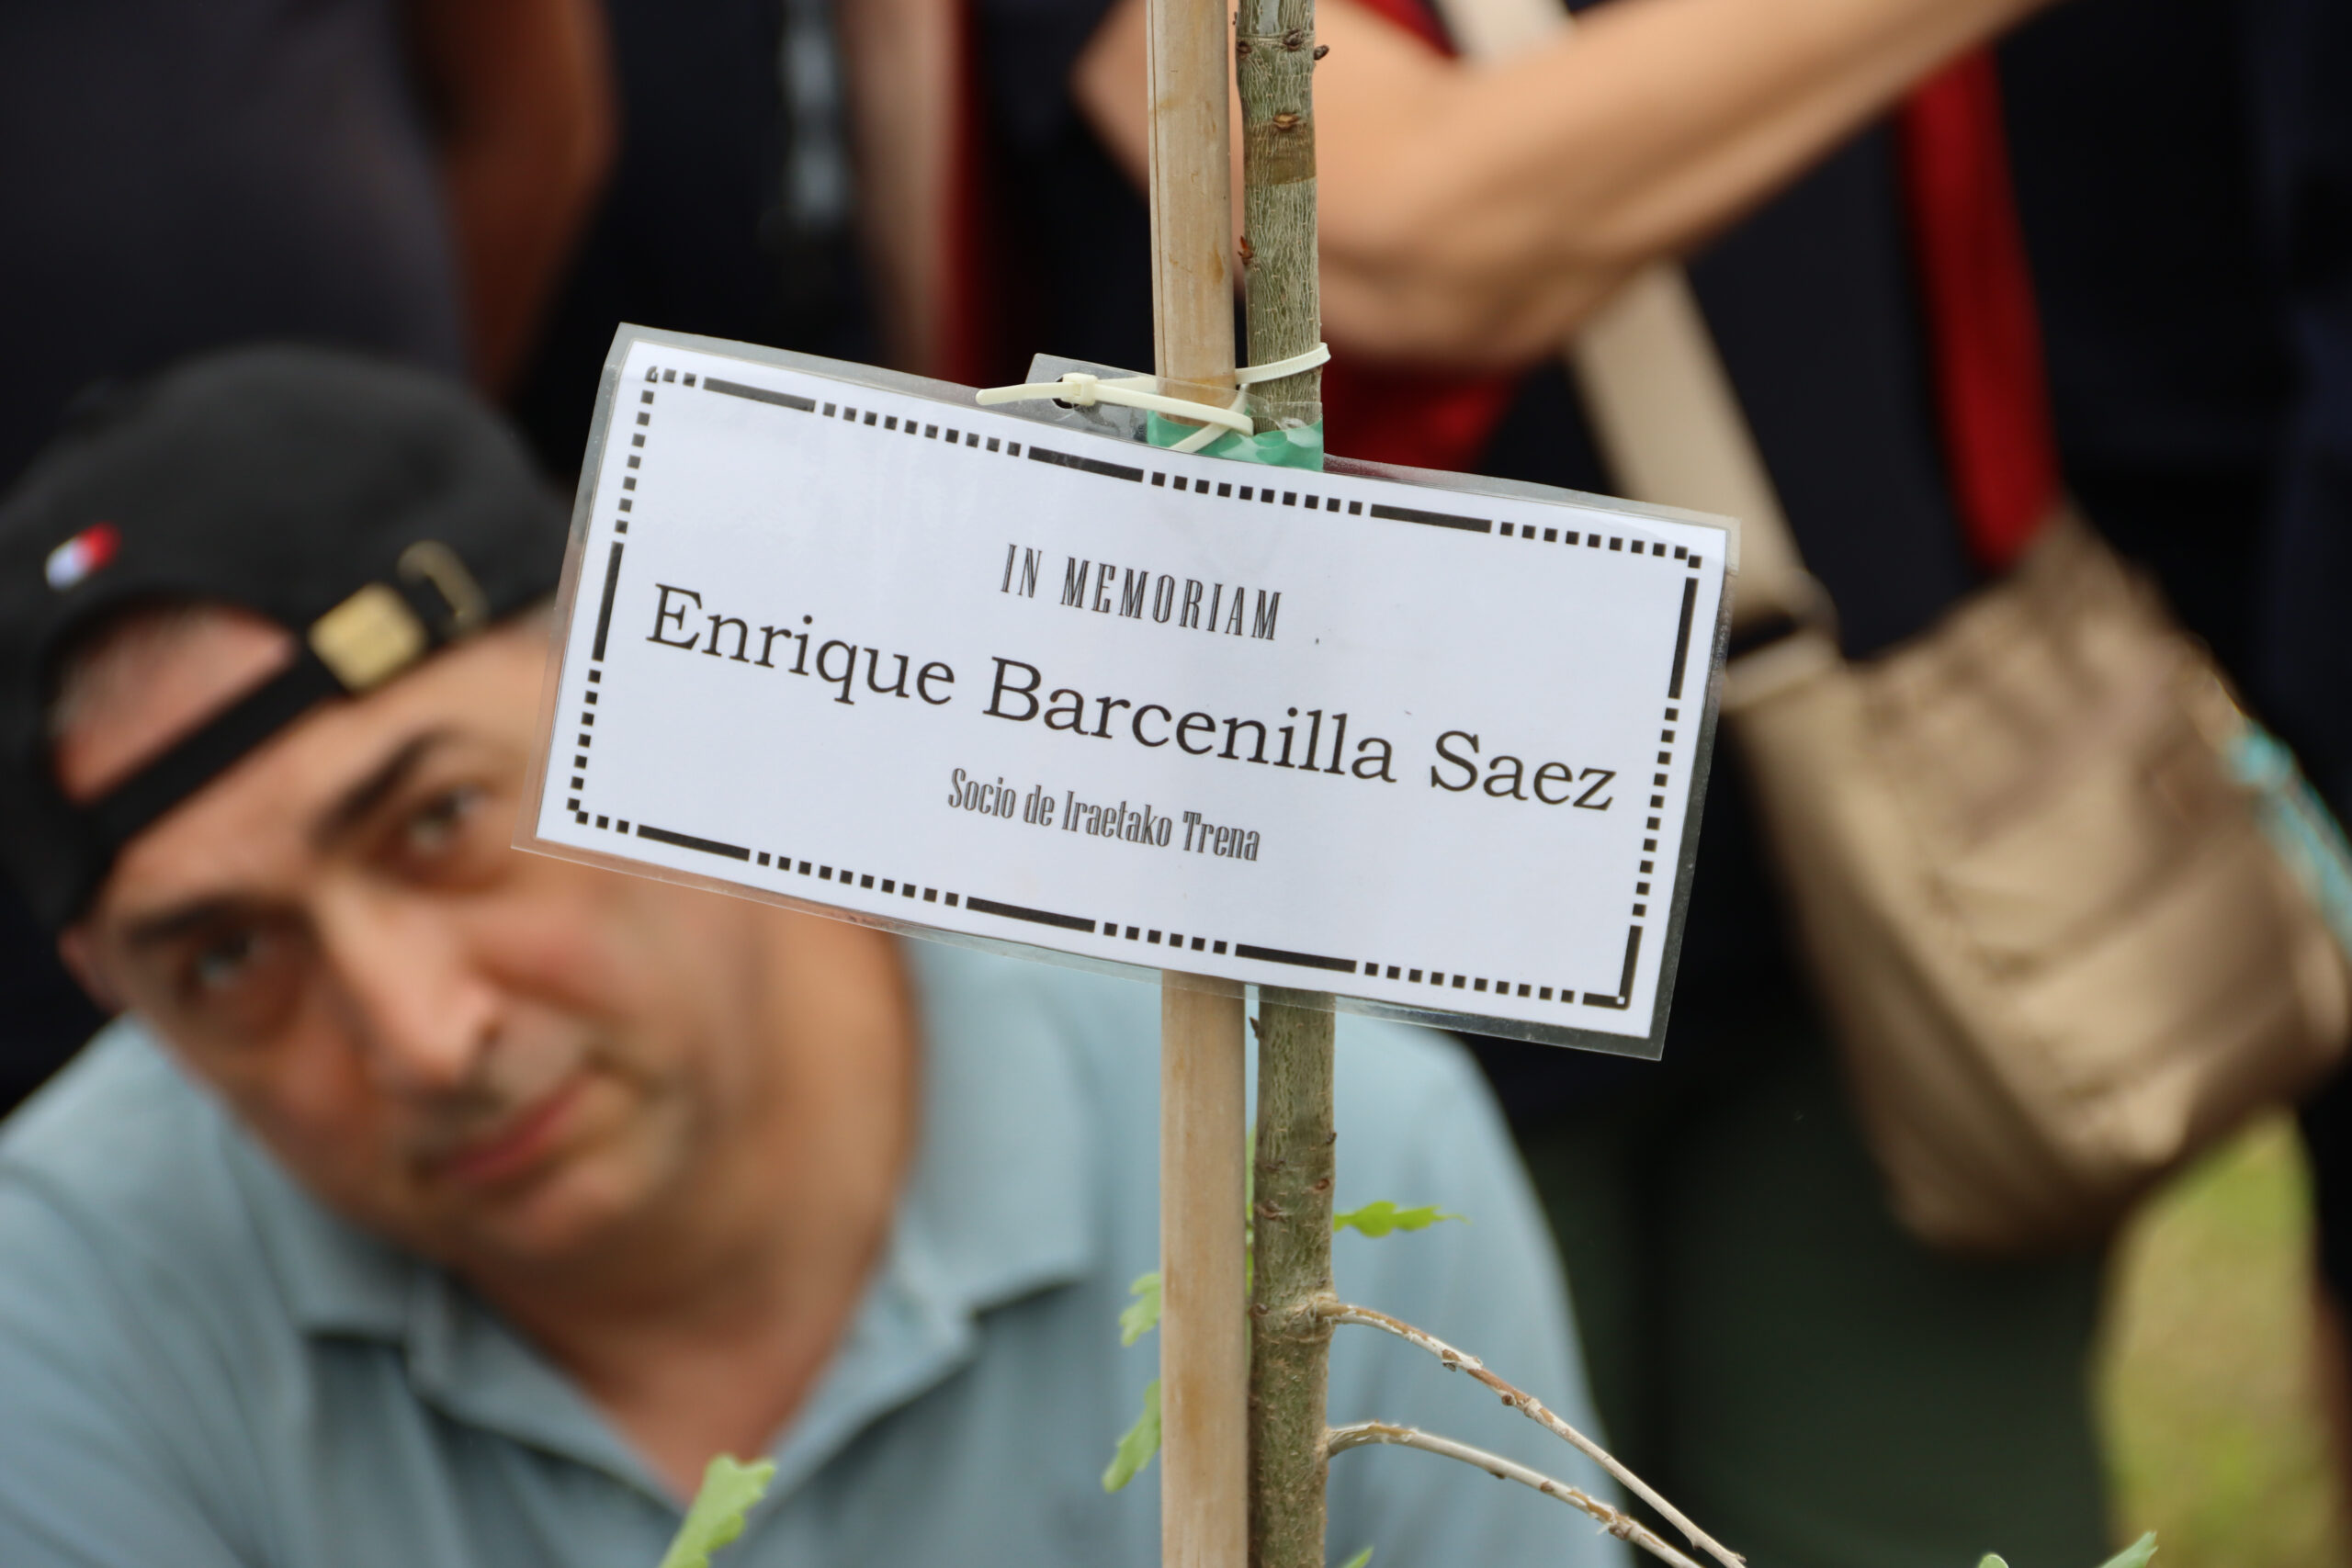 IN MEMORIAM
Enrique Barcenilla Saez
Socio de Iraetako Trena